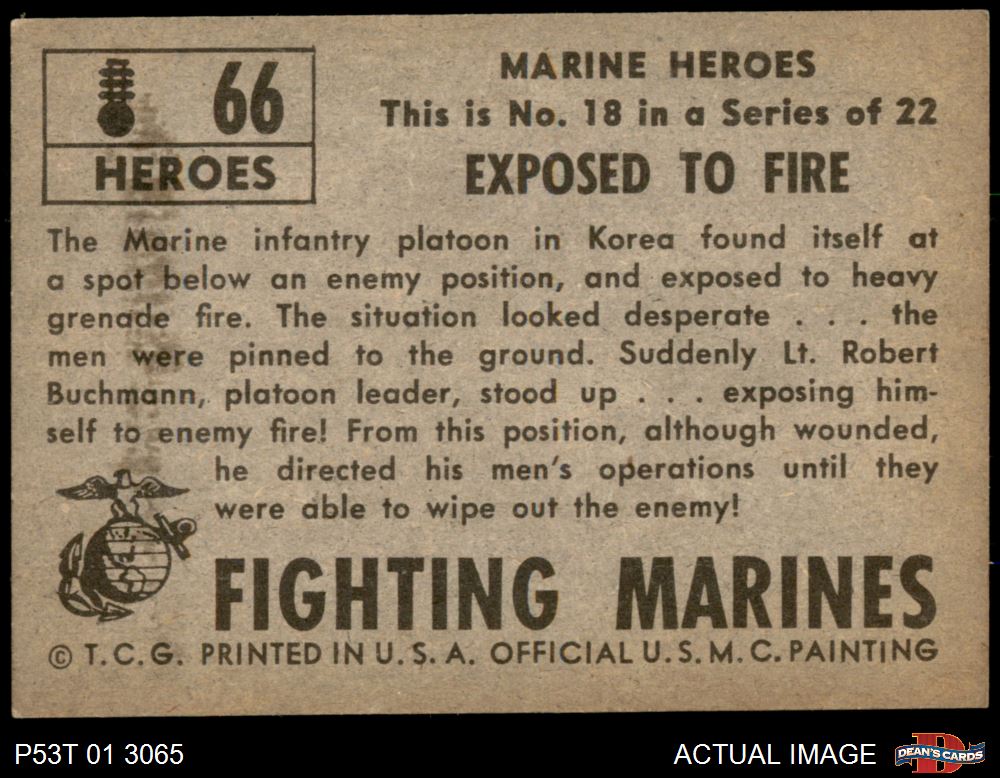 66
HEROES
MARINE HEROES
This is No. 18 in a Series of 22
EXPOSED TO FIRE
The Marine infantry platoon in Korea found itself at
a spot below an enemy position, and exposed to heavy
grenade fire. The situation looked desperate . . . the
men were pinned to the ground. Suddenly Lt. Robert
Buchmann, platoon leader, stood up . . . exposing him-
self to enemy fire! From this position, although wounded,
he directed his men's operations until they
were able to wipe out the enemy!
FIGHTING MARINES
© T.C.G. PRINTED IN U.S.A. OFFICIAL U.S.M.C. PAINTING
P53T 01 3065
ACTUAL IMAGE
D
DEAN'S CARDS